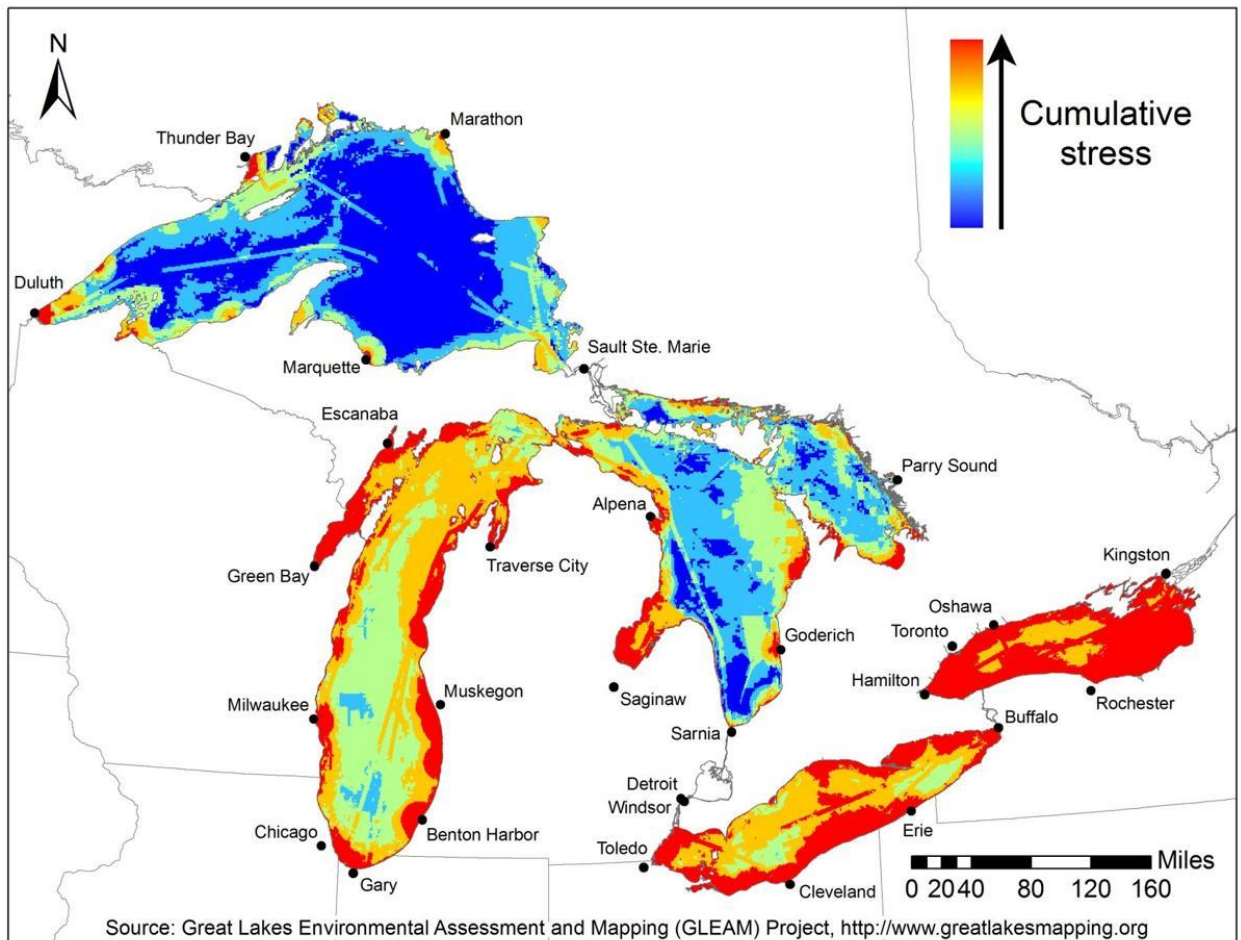 N
Cumulative
stress
Marathon
Thunder Bay
Duluth
Marquette
Sault Ste. Marie
Escanaba
Parry Sound
Alpena
Traverse City
Green Bay
Kingston
Oshawa
Toronto
Goderich
Hamilton
Rochester
Saginaw
Muskegon
Milwaukee
Buffalo
Sarnia
Detroit
Windsor
Erie
Chicago
Benton Harbor
Toledo
Gary
Cleveland
Miles
0 20 40 80 120 160
Source: Great Lakes Environmental Assessment and Mapping (GLEAM) Project, http://www.greatlakesmapping.org